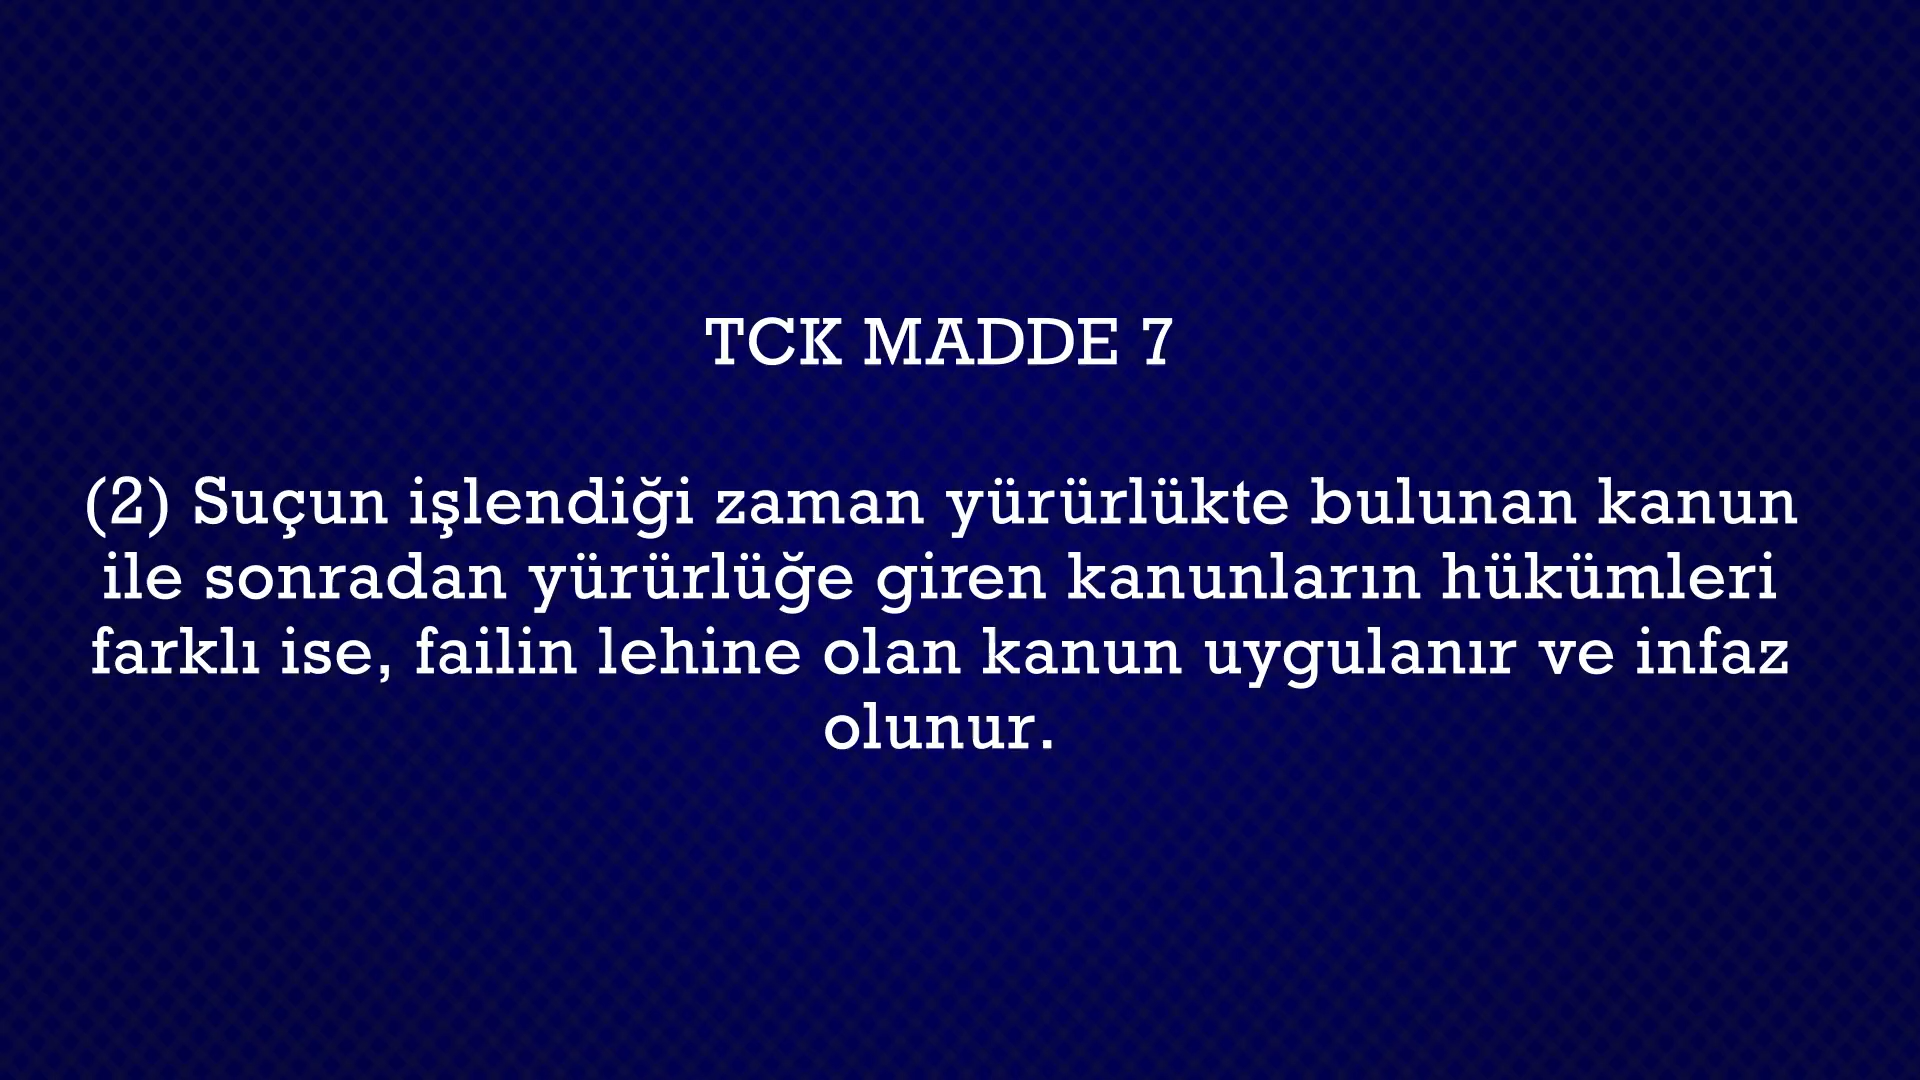 TCK MADDE 7
(2) Suçun işlendiği zaman yürürlükte bulunan kanun
ile sonradan yürürlüğe giren kanunların hükümleri
farklı ise, failin lehine olan kanun uygulanır ve infaz
olunur.